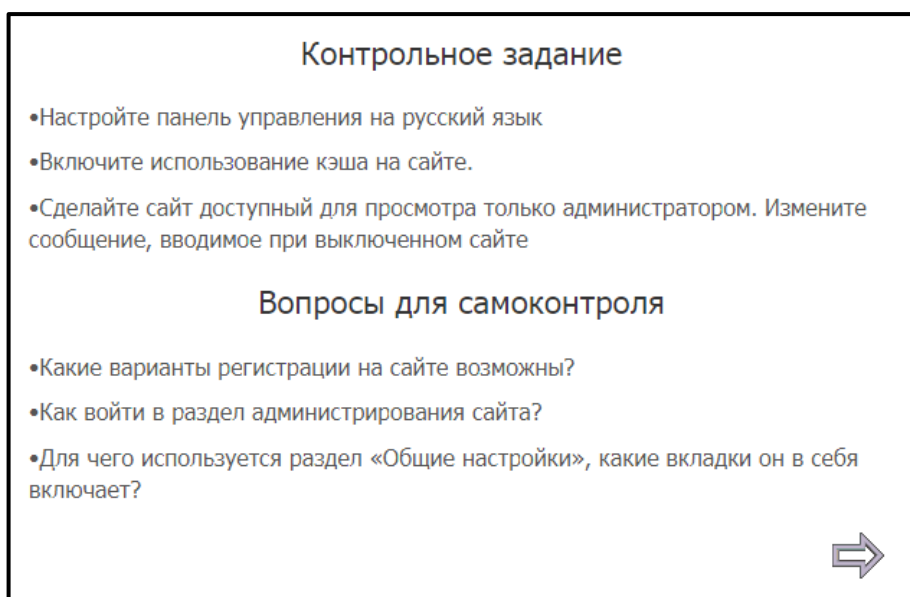 Контрольное задание
•Настройте панель управления на русский язык
•Включите использование кэша на сайте.
•Сделайте сайт доступный для просмотра только администратором. Измените
сообщение, вводимое при выключенном сайте
Вопросы для самоконтроля
•Какие варианты регистрации на сайте возможны?
•Как войти в раздел администрирования сайта?
•Для чего используется раздел «Общие настройки», какие вкладки он в себя
включает?